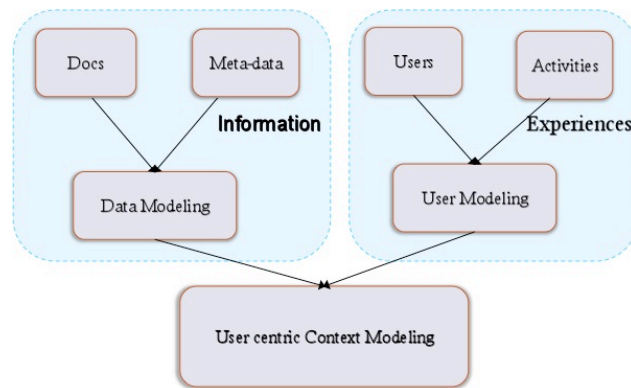 Docs
Meta-data
Users
Activities
Information
Experiences
Data Modeling
User Modeling
User centric Context Modeling